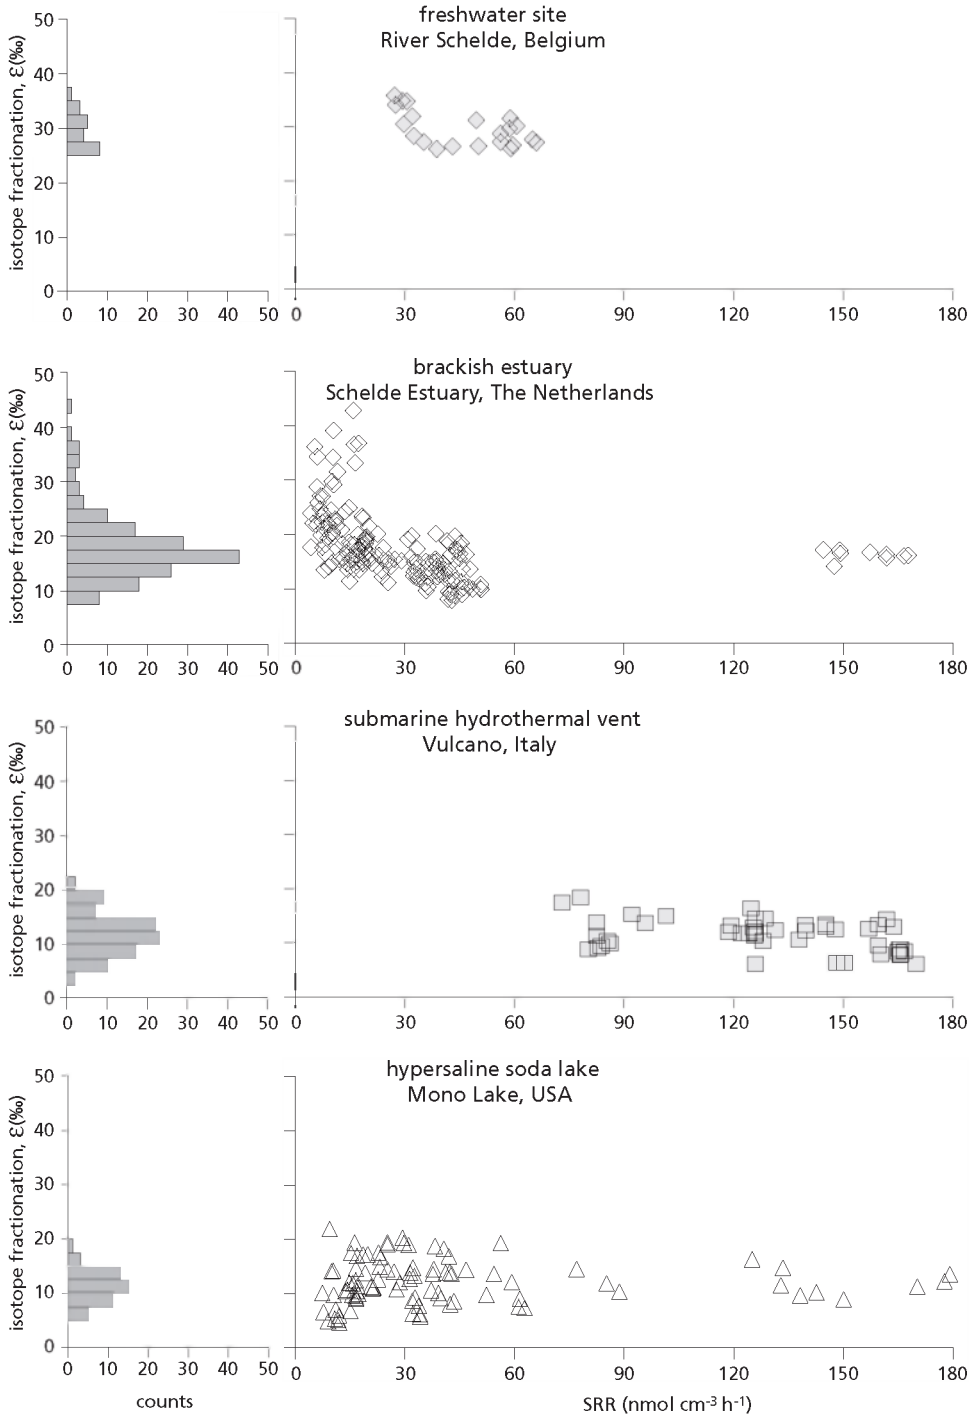 freshwater site
River Schelde, Belgium
isotope fractionation, ε(‰)
50
40
30
20
10
0
0 10 20 30 40 50
0 30 60 90 120 150 180
brackish estuary
Schelde Estuary, The Netherlands
isotope fractionation, ε(‰)
50
40
30
20
10
0
0 10 20 30 40 50
0 30 60 90 120 150 180
submarine hydrothermal vent
Vulcano, Italy
isotope fractionation, ε(‰)
50
40
30
20
10
0
0 10 20 30 40 50
0 30 60 90 120 150 180
hypersaline soda lake
Mono Lake, USA
isotope fractionation, ε(‰)
50
40
30
20
10
0
0 10 20 30 40 50
0 30 60 90 120 150 180
counts
SRR (nmol cm⁻³ h⁻¹)